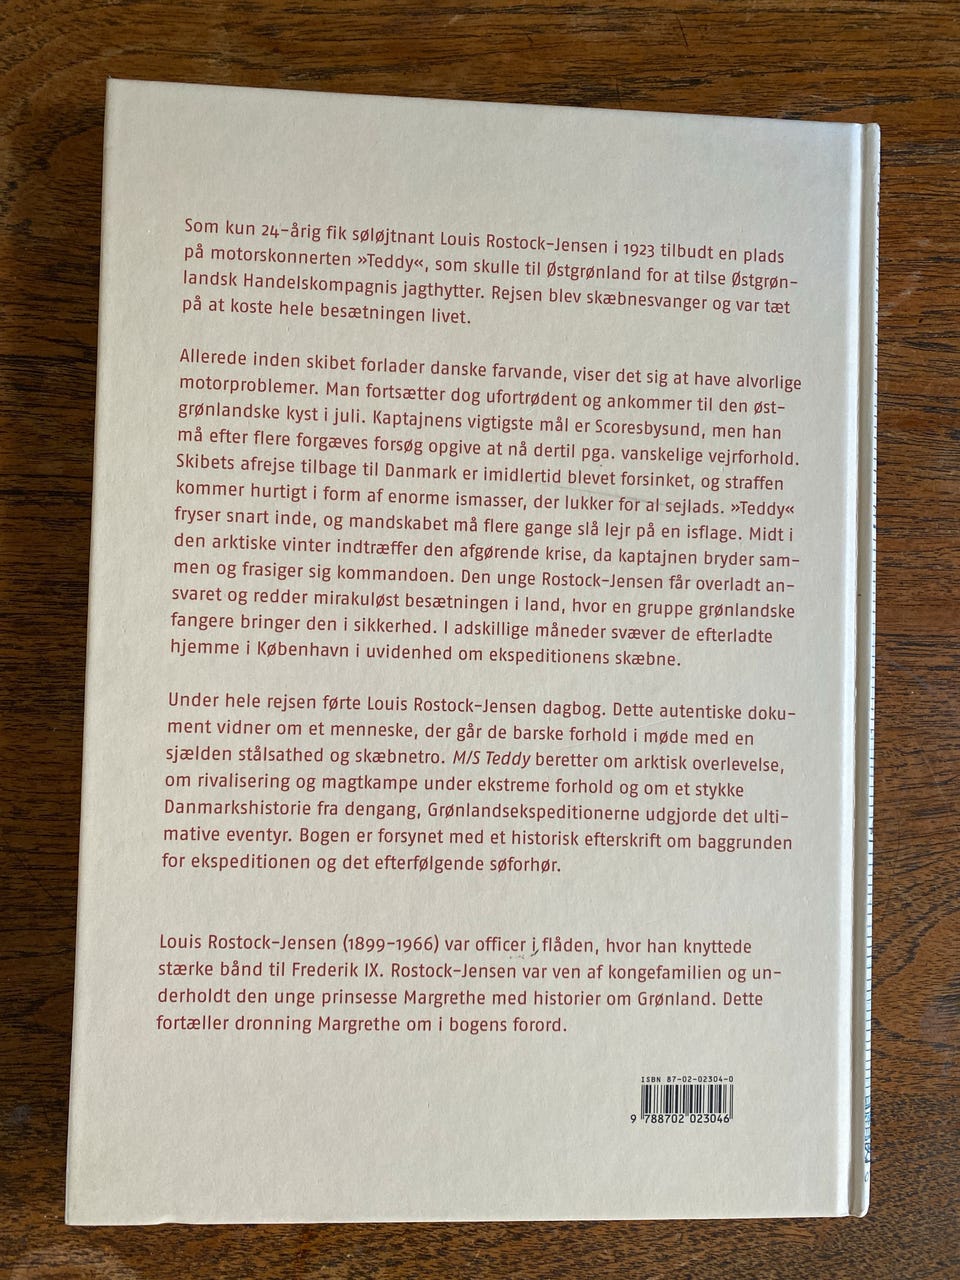 Som kun 24-årig fik søløjtnant Louis Rostock-Jensen i 1923 tilbudt en plads
på motorskonnerten »Teddy«, som skulle til Østgrønland for at tilse Østgrøn-
landsk Handelskompagnis jagthytter. Rejsen blev skæbnesvanger og var tæt
på at koste hele besætningen livet.
Allerede inden skibet forlader danske farvande, viser det sig at have alvorlige
motorproblemer. Man fortsætter dog ufortrødent og ankommer til den øst-
grønlandske kyst i juli. Kaptajnens vigtigste mål er Scoresbysund, men han
må efter flere forgæves forsøg opgive at nå dertil pga. vanskelige vejrforhold.
Skibets afrejse tilbage til Danmark er imidlertid blevet forsinket, og straffen
kommer hurtigt i form af enorme ismasser, der lukker for al sejlads. »Teddy«
fryser snart inde, og mandskabet må flere gange slå lejr på en isflage. Midt i
den arktiske vinter indtræffer den afgørende krise, da kaptajnen bryder sam-
men og frasiger sig kommandoen. Den unge Rostock-Jensen får overladt an-
svaret og redder mirakuløst besætningen i land, hvor en gruppe grønlandske
fangere bringer den i sikkerhed. I adskillige måneder svæver de efterladte
hjemme i København i uvidenhed om ekspeditionens skæbne.
Under hele rejsen førte Louis Rostock-Jensen dagbog. Dette autentiske doku-
ment vidner om et menneske, der går de barske forhold i møde med en
sjælden stålsathed og skæbnetro. M/S Teddy beretter om arktisk overlevelse,
om rivalisering og magtkampe under ekstreme forhold og om et stykke
Danmarkshistorie fra dengang, Grønlandsekspeditionerne udgjorde det ulti-
mative eventyr. Bogen er forsynet med et historisk efterskrift om baggrunden
for ekspeditionen og det efterfølgende søforhør.
Louis Rostock-Jensen (1899-1966) var officer i flåden, hvor han knyttede
stærke bånd til Frederik IX. Rostock-Jensen var ven af kongefamilien og un-
derholdt den unge prinsesse Margrethe med historier om Grønland. Dette
fortæller dronning Margrethe om i bogens forord.
ISBN 87-02-02304-0
9 788702 023046